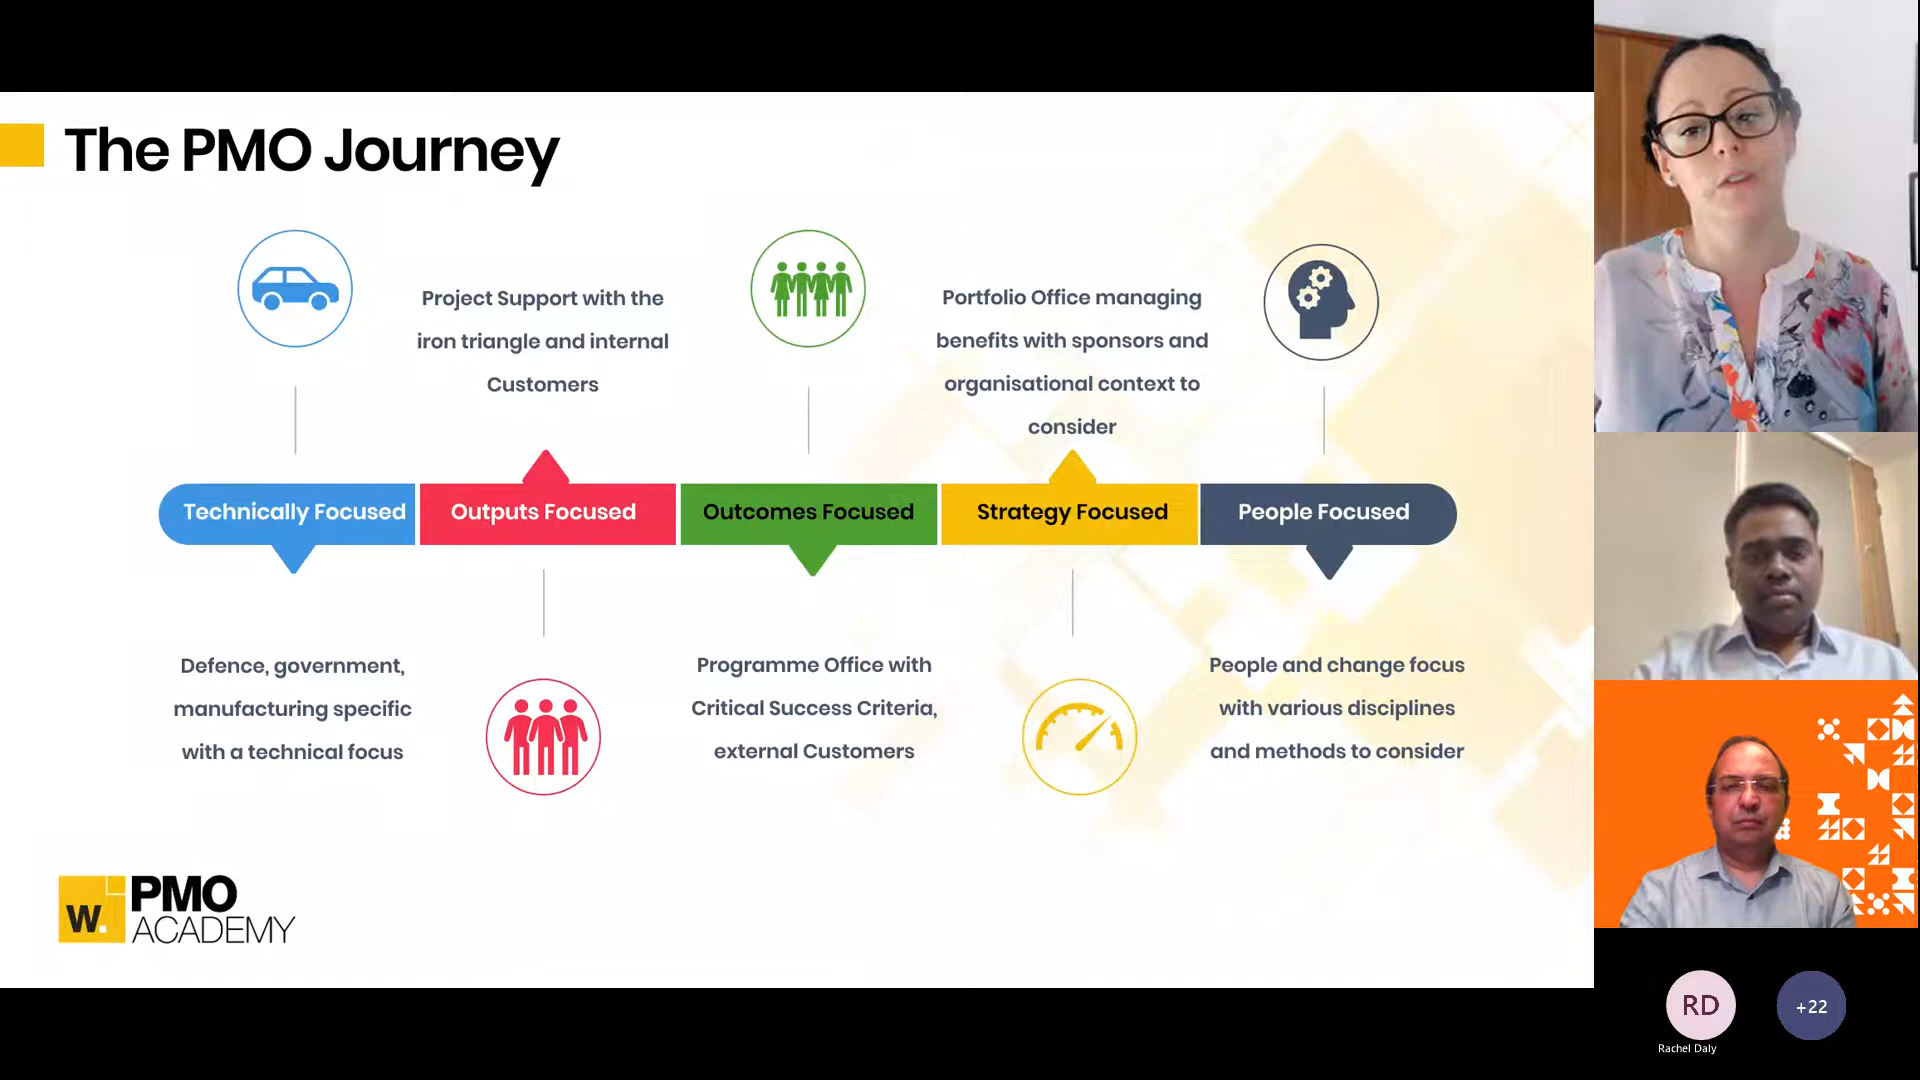 The PMO Journey
Project Support with the
iron triangle and internal
Customers
Portfolio Office managing
benefits with sponsors and
organisational context to
consider
Technically Focused
Outputs Focused
Outcomes Focused
Strategy Focused
People Focused
Defence, government,
manufacturing specific
with a technical focus
Programme Office with
Critical Success Criteria,
external Customers
People and change focus
with various disciplines
and methods to consider
W.
PMO
ACADEMY
RD
+22
Rachel Daly